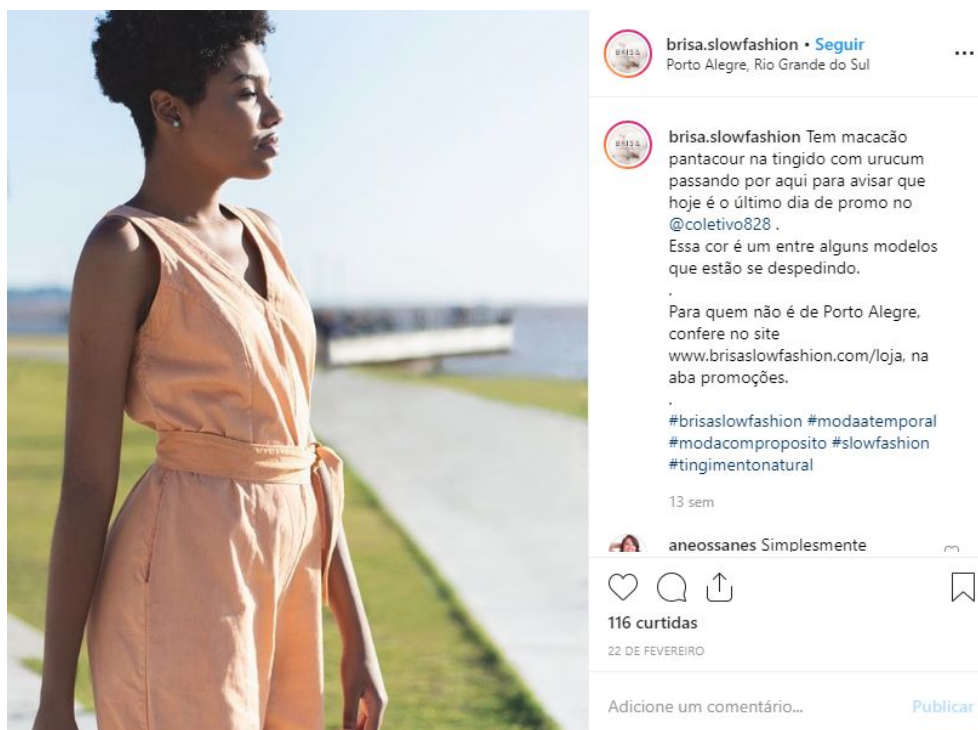 brisa.slowfashion • Seguir
Porto Alegre, Rio Grande do Sul
BRISA
BRISA
brisa.slowfashion Tem macacão
pantacour na tingido com urucum
passando por aqui para avisar que
hoje é o último dia de promo no
@coletivo828 .
Essa cor é um entre alguns modelos
que estão se despedindo.
.
Para quem não é de Porto Alegre,
confere no site
www.brisaslowfashion.com/loja, na
aba promoções.
.
#brisaslowfashion #modaatemporal
#modacomproposito #slowfashion
#tingimentonatural
13 sem
aneossanes Simplesmente
116 curtidas
22 DE FEVEREIRO
Adicione um comentário...
Publicar